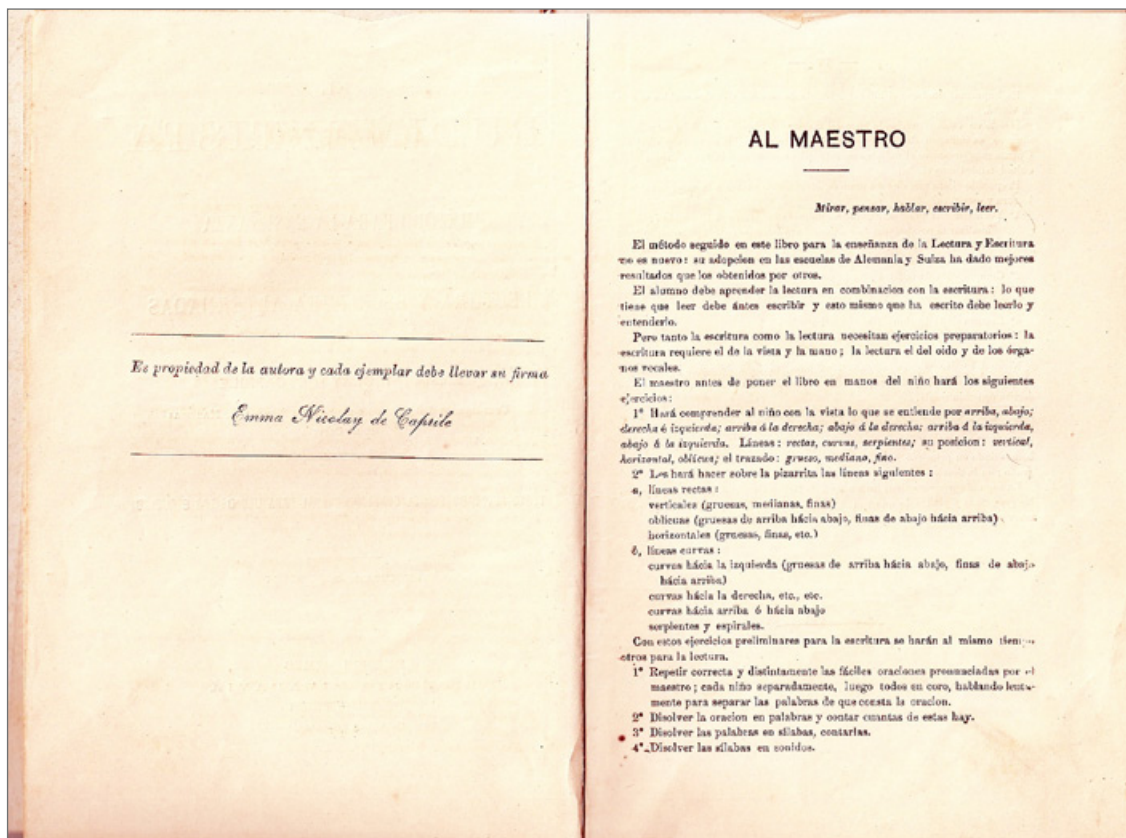 Es propiedad de la autora y cada ejemplar debe llevar su firma
Emma Nicolay de Caprile
AL MAESTRO
Mirar, pensar, hablar, escribir, leer.
El método seguido en este libro para la enseñanza de la Lectura y Escritura
no es nuevo: su adopcion en las escuelas de Alemania y Suiza ha dado mejores
resultados que los obtenidos por otros.
El alumno debe aprender la lectura en combinacion con la escritura: lo que
tiene que leer debe ántes escribir y esto mismo que ha escrito debe leerlo y
entenderlo.
Pero tanto la escritura como la lectura necesitan ejercicios preparatorios: la
escritura requiere el de la vista y la mano; la lectura el del oido y de los órga-
nos vocales.
El maestro antes de poner el libro en manos del niño hará los siguientes
ejercicios:
1º Hará comprender al niño con la vista lo que se entiende por arriba, abajo;
derecha é izquierda; arriba á la derecha; abajo á la derecha; arriba á la izquierda,
abajo á la izquierda. Líneas: rectas, curvas, serpientes; su posicion: vertical,
horizontal, oblicua; el trazado: grueso, mediano, fino.
2º Les hará hacer sobre la pizarrita las líneas siguientes:
a, líneas rectas:
verticales (gruesas, medianas, finas)
oblicuas (gruesas de arriba hácia abajo, finas de abajo hácia arriba)
horizontales (gruesas, finas, etc.)
b, líneas curvas:
curvas hácia la izquierda (gruesas de arriba hácia abajo, finas de abajo
hácia arriba)
curvas hácia la derecha, etc., etc.
curvas hácia arriba ó hácia abajo
serpientes y espirales.
Con estos ejercicios preliminares para la escritura se harán al mismo tiempo
otros para la lectura.
1º Repetir correcta y distintamente las fáciles oraciones pronunciadas por el
maestro; cada niño separadamente, luego todos en coro, hablando lenta-
mente para separar las palabras de que consta la oracion.
2º Disolver la oracion en palabras y contar cuantas de estas hay.
3º Disolver las palabras en sílabas, contarlas.
4º Disolver las sílabas en sonidos.